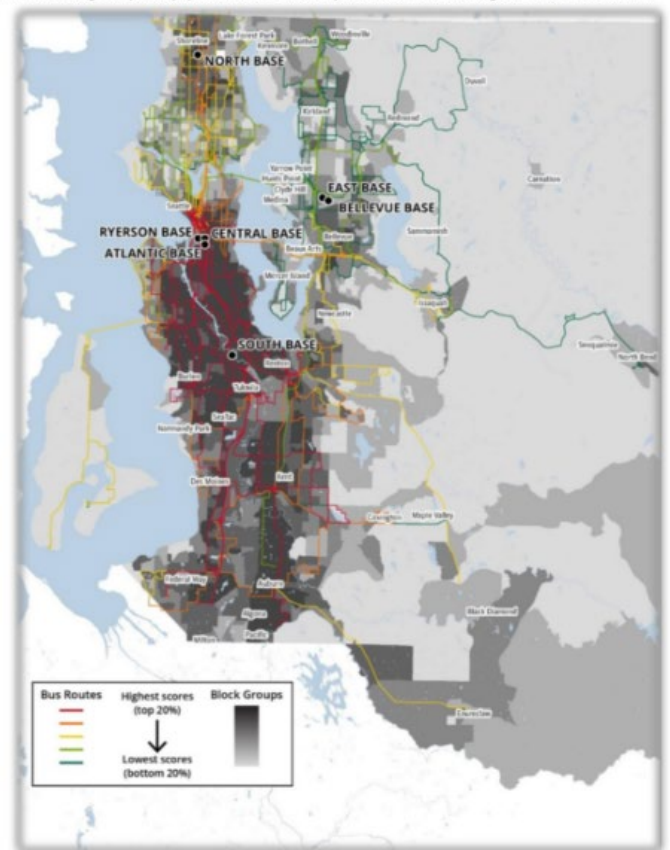 Shoreline
Lake Forest Park
Kenmore
Bothell
Woodinville
NORTH BASE
Duvall
Kirkland
Redmond
Yarrow Point
Hunts Point
Clyde Hill
Medina
Carnation
EAST BASE
BELLEVUE BASE
Seattle
RYERSON BASE
CENTRAL BASE
ATLANTIC BASE
Bellevue
Beaux Arts
Sammamish
Mercer Island
Issaquah
Newcastle
SOUTH BASE
Snoqualmie
North Bend
Renton
Burien
Tukwila
SeaTac
Normandy Park
Des Moines
Kent
Covington
Maple Valley
Federal Way
Auburn
Black Diamond
Algona
Pacific
Milton
Enumclaw
Bus Routes
Highest scores
(top 20%)
Lowest scores
(bottom 20%)
Block Groups